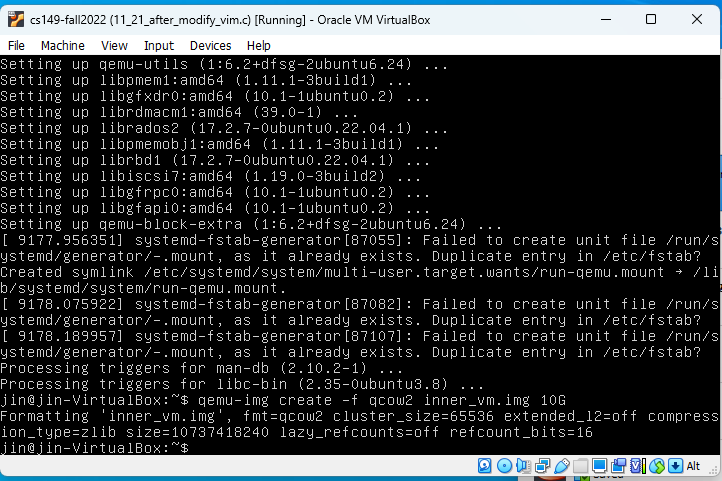 cs149-fall2022 (11_21_after_modify_vim.c) [Running] - Oracle VM VirtualBox
File Machine View Input Devices Help
Setting up qemu-utils (1:6.2+dfsg-2ubuntu6.24) ...
Setting up libpmem1:amd64 (1.11.1-3build1) ...
Setting up libgfxdr0:amd64 (10.1-1ubuntu0.2) ...
Setting up librdmacm1:amd64 (39.0-1) ...
Setting up librados2 (17.2.7-0ubuntu0.22.04.1) ...
Setting up libpmemobj1:amd64 (1.11.1-3build1) ...
Setting up librbd1 (17.2.7-0ubuntu0.22.04.1) ...
Setting up libiscsi7:amd64 (1.19.0-3build2) ...
Setting up libgfrpc0:amd64 (10.1-1ubuntu0.2) ...
Setting up libgfapi0:amd64 (10.1-1ubuntu0.2) ...
Setting up qemu-block-extra (1:6.2+dfsg-2ubuntu6.24) ...
[ 9177.956351] systemd-fstab-generator[87055]: Failed to create unit file /run/s
ystemd/generator/-.mount, as it already exists. Duplicate entry in /etc/fstab?
Created symlink /etc/systemd/system/multi-user.target.wants/run-qemu.mount → /li
b/systemd/system/run-qemu.mount.
[ 9178.075922] systemd-fstab-generator[87082]: Failed to create unit file /run/s
ystemd/generator/-.mount, as it already exists. Duplicate entry in /etc/fstab?
[ 9178.189957] systemd-fstab-generator[87107]: Failed to create unit file /run/s
ystemd/generator/-.mount, as it already exists. Duplicate entry in /etc/fstab?
Processing triggers for man-db (2.10.2-1) ...
Processing triggers for libc-bin (2.35-0ubuntu3.8) ...
jin@jin-VirtualBox:~$ qemu-img create -f qcow2 inner_vm.img 10G
Formatting 'inner_vm.img', fmt=qcow2 cluster_size=65536 extended_l2=off compress
ion_type=zlib size=10737418240 lazy_refcounts=off refcount_bits=16
jin@jin-VirtualBox:~$
Alt